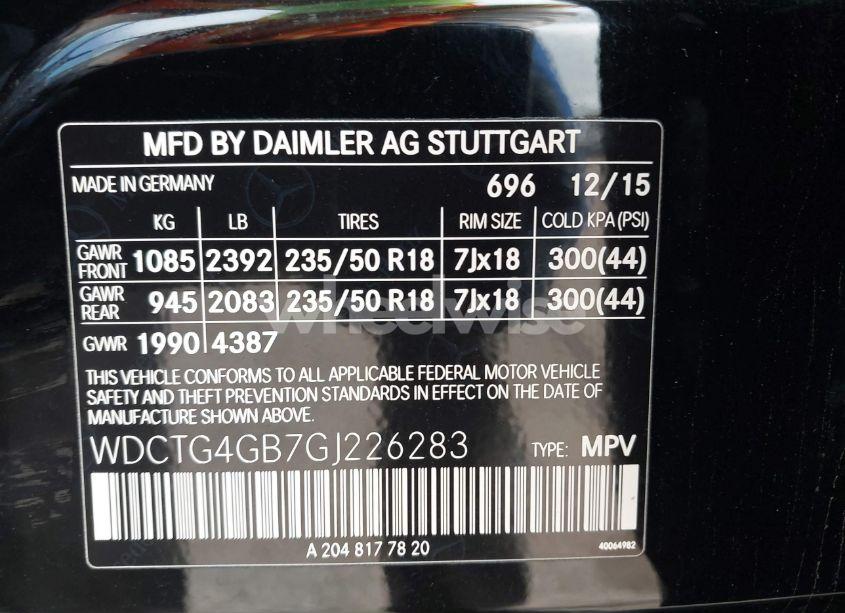 MFD BY DAIMLER AG STUTTGART
MADE IN GERMANY 696 12/15
KG LB TIRES RIM SIZE COLD KPA (PSI)
GAWR FRONT 1085 2392 235/50 R18 7Jx18 300(44)
GAWR REAR 945 2083 235/50 R18 7Jx18 300(44)
GVWR 1990 4387
THIS VEHICLE CONFORMS TO ALL APPLICABLE FEDERAL MOTOR VEHICLE
SAFETY AND THEFT PREVENTION STANDARDS IN EFFECT ON THE DATE OF
MANUFACTURE SHOWN ABOVE.
WDCTG4GB7GJ226283 TYPE: MPV
A 204 817 78 20 40064982
wheelwise